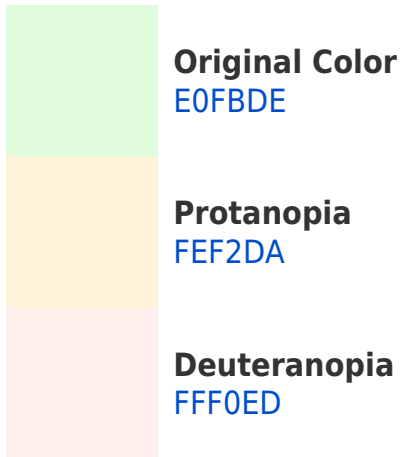 Original Color
E0FBDE
Protanopia
FEF2DA
Deuteranopia
FFF0ED